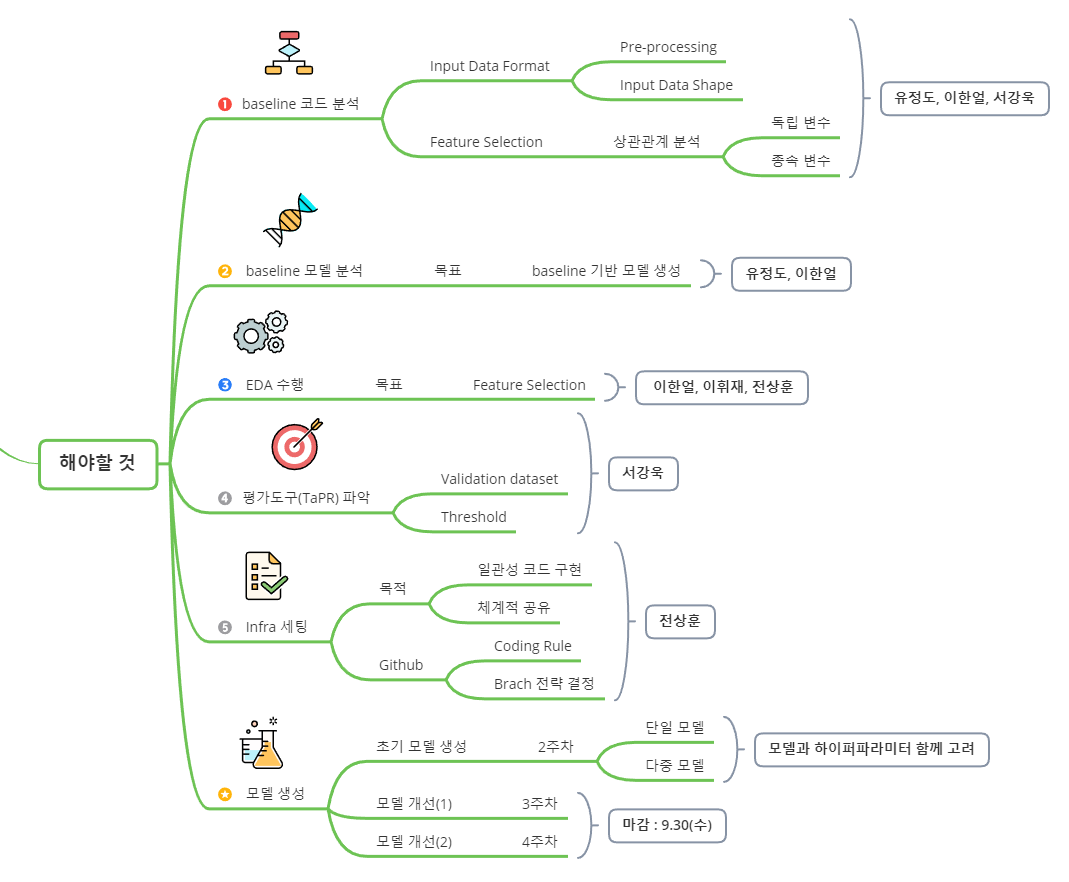 해야할 것
1 baseline 코드 분석
Input Data Format
Pre-processing
Input Data Shape
Feature Selection
상관관계 분석
독립 변수
종속 변수
유정도, 이한얼, 서강욱
2 baseline 모델 분석
목표
baseline 기반 모델 생성
유정도, 이한얼
3 EDA 수행
목표
Feature Selection
이한얼, 이휘재, 전상훈
4 평가도구(TaPR) 파악
Validation dataset
Threshold
서강욱
5 Infra 세팅
목적
일관성 코드 구현
체계적 공유
Github
Coding Rule
Brach 전략 결정
전상훈
모델 생성
초기 모델 생성
2주차
단일 모델
다중 모델
모델과 하이퍼파라미터 함께 고려
모델 개선(1)
3주차
모델 개선(2)
4주차
마감 : 9.30(수)